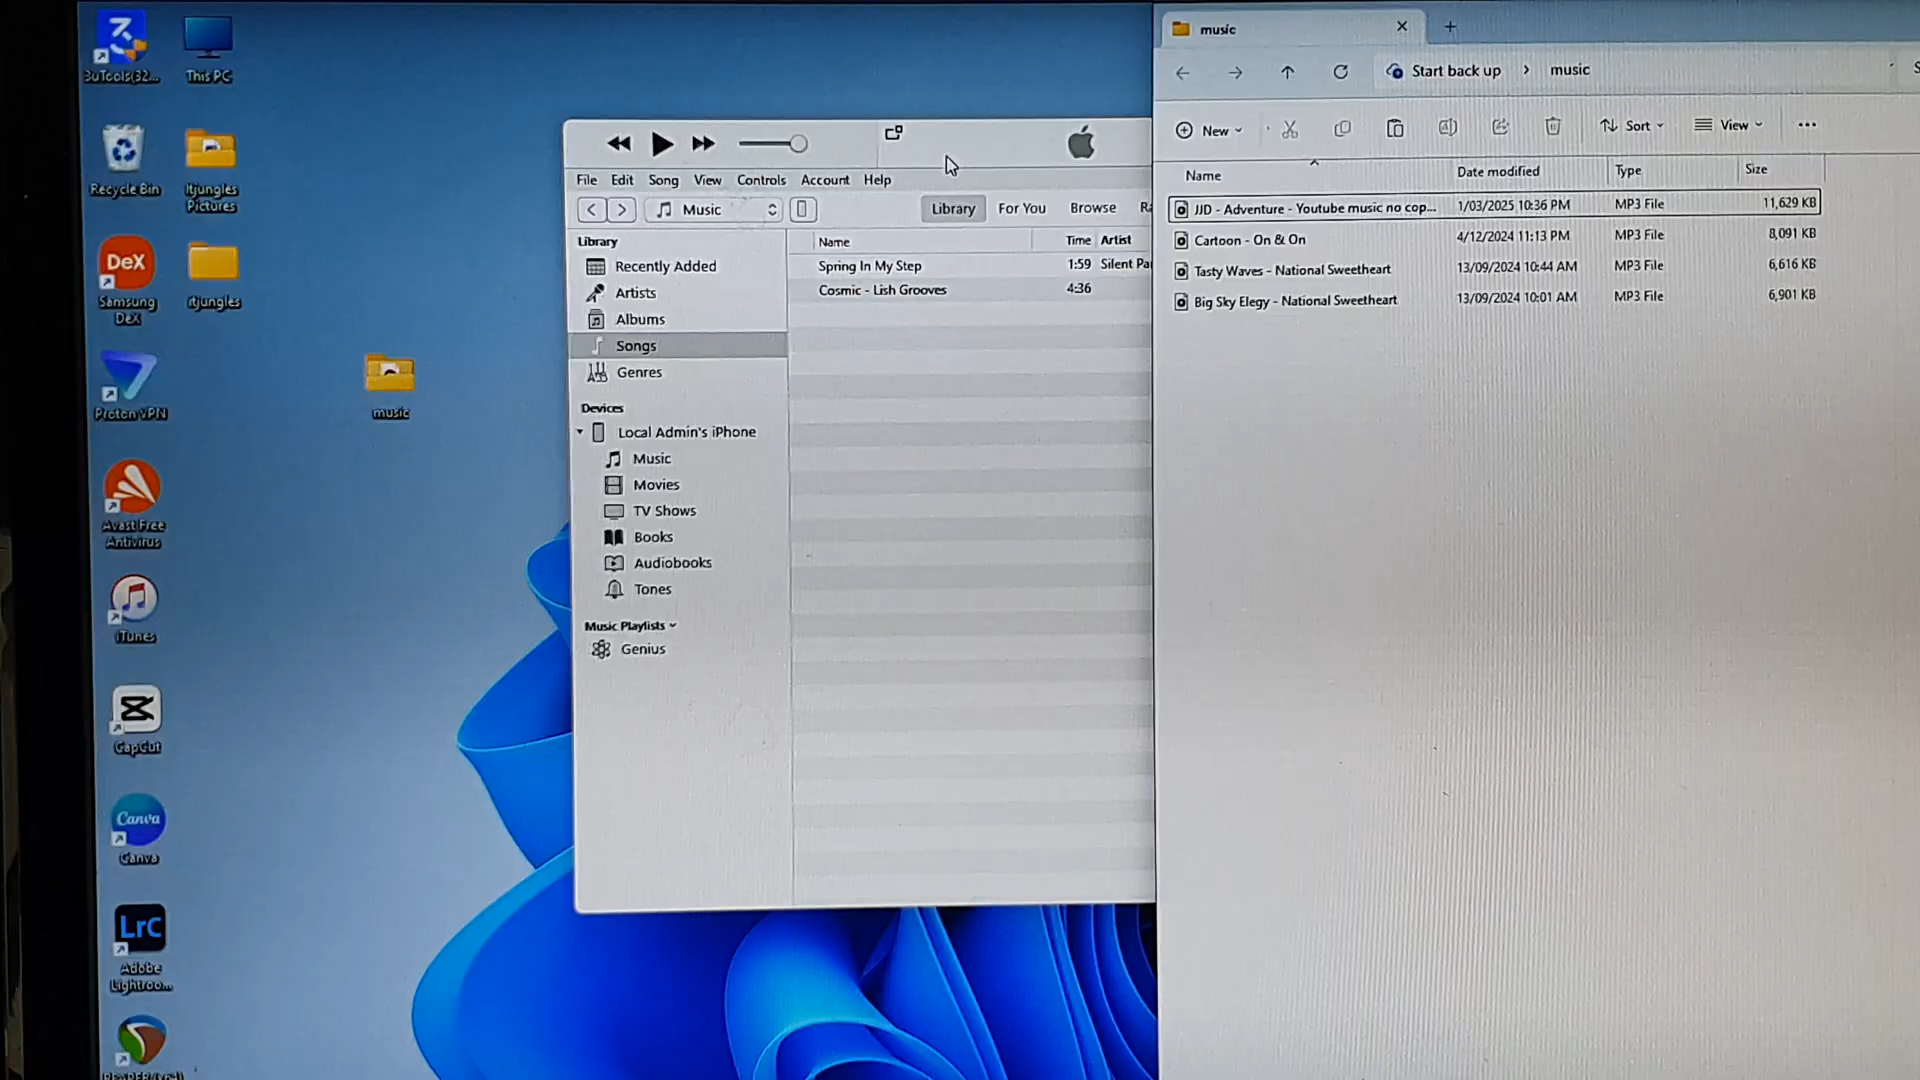 3uTools(32...
This PC
Recycle Bin
Itjungles
Pictures
DeX
Samsung
DeX
itjungles
Proton VPN
music
Avast Free
Antivirus
iTunes
CapCut
Canva
Canva
Lrc
Adobe
Lightroo...
REAPER (x64)
File Edit Song View Controls Account Help
Music
Library For You Browse Ra
Library
Recently Added
Artists
Albums
Songs
Genres
Devices
Local Admin's iPhone
Music
Movies
TV Shows
Books
Audiobooks
Tones
Music Playlists
Genius
Name Time Artist
Spring In My Step 1:59 Silent Pa
Cosmic - Lish Grooves 4:36
music
Start back up > music
New Sort View
Name Date modified Type Size
JJD - Adventure - Youtube music no cop... 1/03/2025 10:36 PM MP3 File 11,629 KB
Cartoon - On & On 4/12/2024 11:13 PM MP3 File 8,091 KB
Tasty Waves - National Sweetheart 13/09/2024 10:44 AM MP3 File 6,616 KB
Big Sky Elegy - National Sweetheart 13/09/2024 10:01 AM MP3 File 6,901 KB